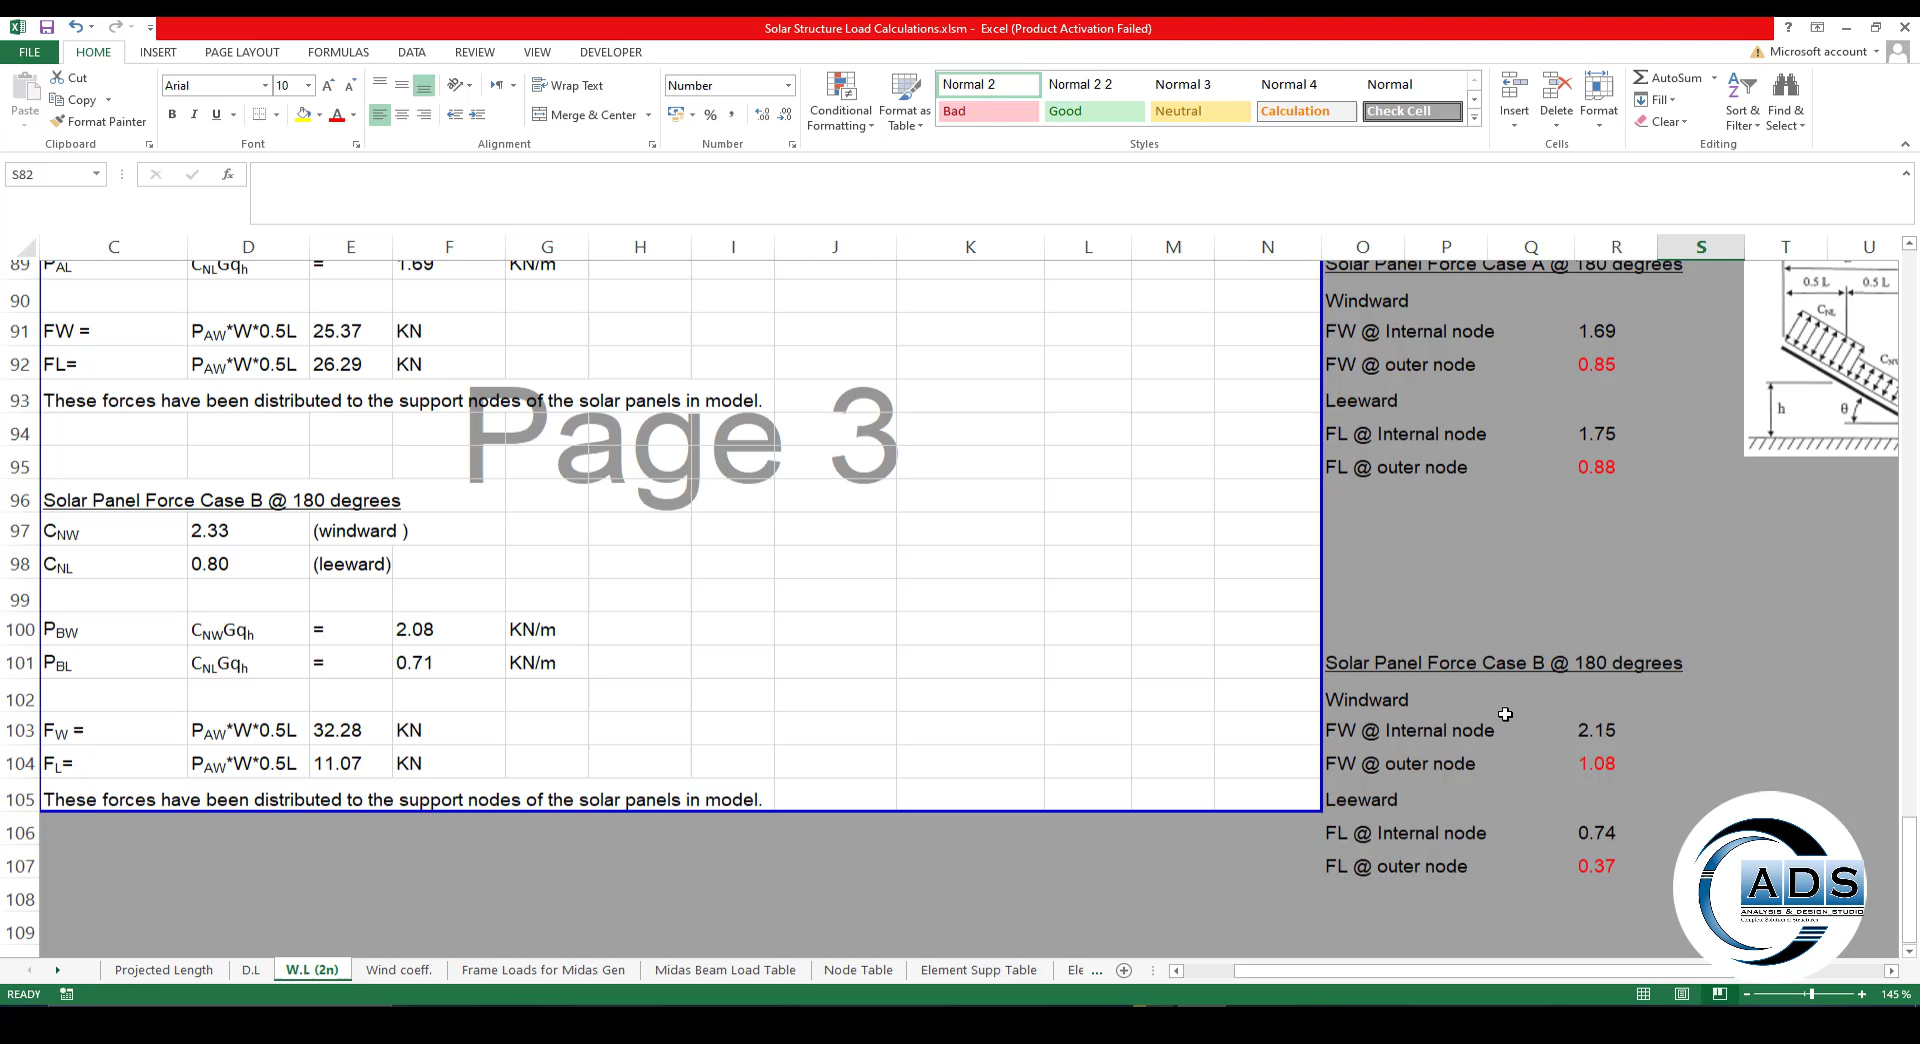 Solar Structure Load Calculations.xlsm - Excel (Product Activation Failed)
FILE HOME INSERT PAGE LAYOUT FORMULAS DATA REVIEW VIEW DEVELOPER
Microsoft account
Paste
Cut
Copy
Format Painter
Clipboard
Arial 10
B I U
Font
Wrap Text
Merge & Center
Alignment
Number
%
Number
Conditional Formatting
Format as Table
Normal 2 Normal 2 2 Normal 3 Normal 4 Normal
Bad Good Neutral Calculation Check Cell
Styles
Insert Delete Format
Cells
AutoSum
Fill
Clear
Sort & Filter
Find & Select
Editing
S82 fx
C D E F G H I J K L M N O P Q R S T U
89 PAL CNLGqh = 1.69 KN/m Solar Panel Force Case A @ 180 degrees
90 Windward
91 FW = PAW*W*0.5L 25.37 KN FW @ Internal node 1.69
92 FL= PAW*W*0.5L 26.29 KN FW @ outer node 0.85
93 These forces have been distributed to the support nodes of the solar panels in model. Leeward
94 FL @ Internal node 1.75
95 FL @ outer node 0.88
Page 3
96 Solar Panel Force Case B @ 180 degrees
97 CNW 2.33 (windward )
98 CNL 0.80 (leeward)
99
100 PBW CNWGqh = 2.08 KN/m
101 PBL CNLGqh = 0.71 KN/m Solar Panel Force Case B @ 180 degrees
102 Windward
103 FW = PAW*W*0.5L 32.28 KN FW @ Internal node 2.15
104 FL= PAW*W*0.5L 11.07 KN FW @ outer node 1.08
105 These forces have been distributed to the support nodes of the solar panels in model. Leeward
106 FL @ Internal node 0.74
107 FL @ outer node 0.37
108
109
0.5 L 0.5 L
CNL
h θ
ADS
ANALYSIS & DESIGN STUDIO
Complete Solution of Structures
Projected Length D.L W.L (2n) Wind coeff. Frame Loads for Midas Gen Midas Beam Load Table Node Table Element Supp Table Ele ...
READY 145 %